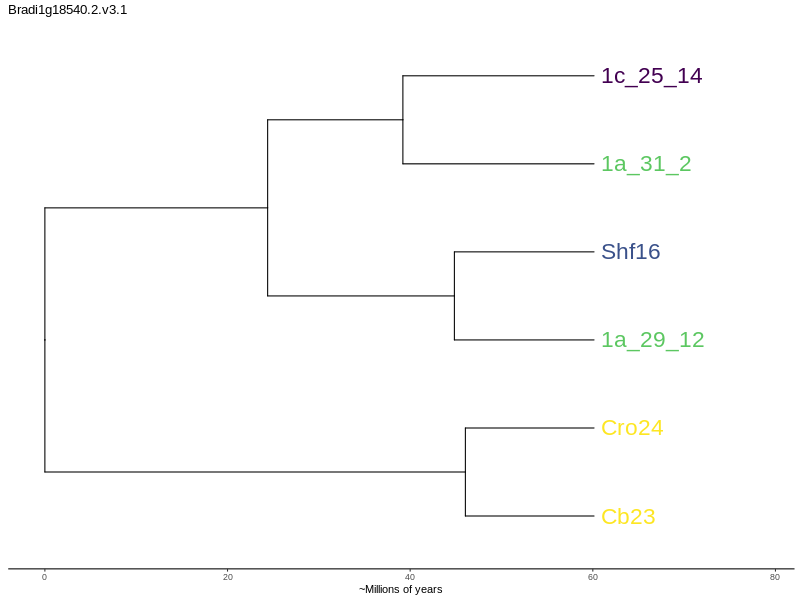 Bradi1g18540.2.v3.1
1c_25_14
1a_31_2
Shf16
1a_29_12
Cro24
Cb23
0 20 40 60 80
~Millions of years